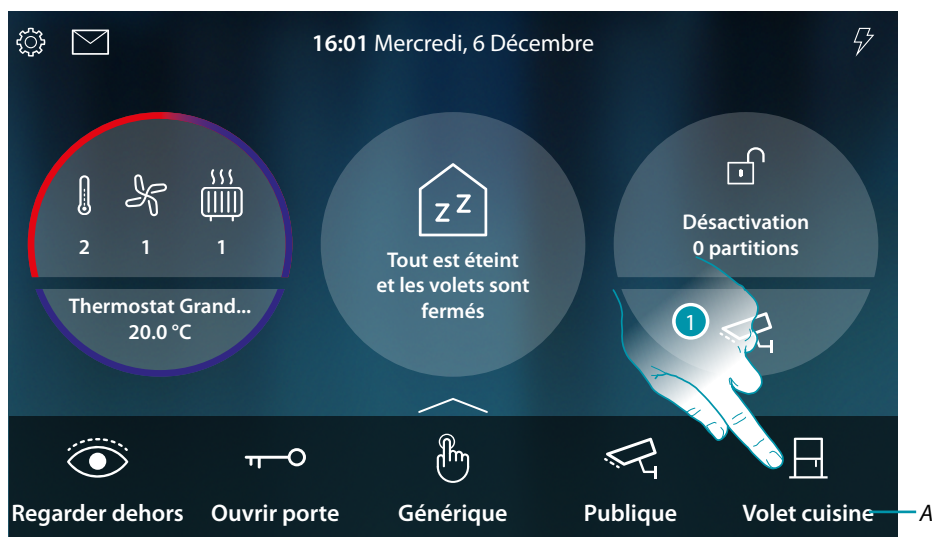 16:01 Mercredi, 6 Décembre
2 1 1
Thermostat Grand...
20.0 °C
z Z
Tout est éteint
et les volets sont
fermés
Désactivation
0 partitions
1
Regarder dehors
Ouvrir porte
Générique
Publique
Volet cuisine
A